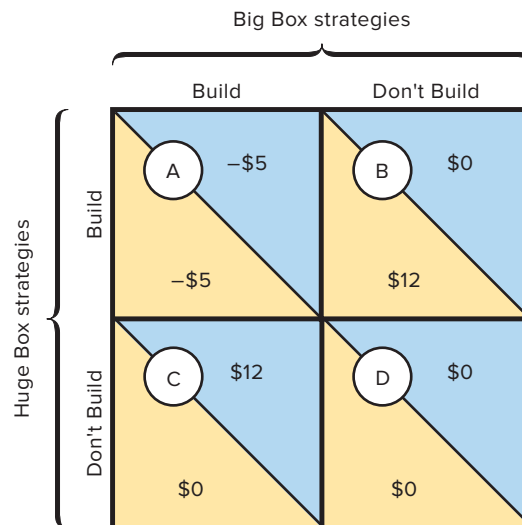 Big Box strategies
Build
Don't Build
Huge Box strategies
Build
A
–$5
–$5
B
$0
$12
Don't Build
C
$12
$0
D
$0
$0